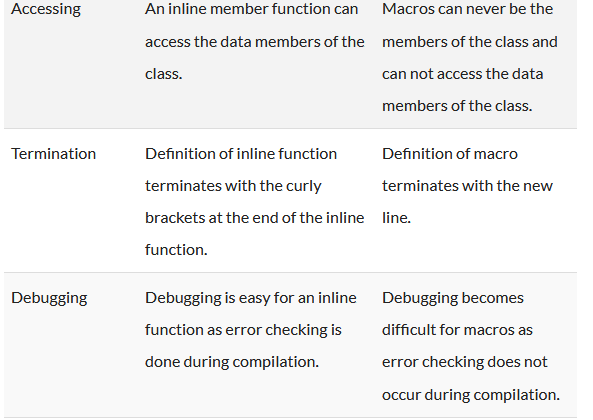 Accessing
An inline member function can
access the data members of the
class.
Macros can never be the
members of the class and
can not access the data
members of the class.
Termination
Definition of inline function
terminates with the curly
brackets at the end of the inline
function.
Definition of macro
terminates with the new
line.
Debugging
Debugging is easy for an inline
function as error checking is
done during compilation.
Debugging becomes
difficult for macros as
error checking does not
occur during compilation.